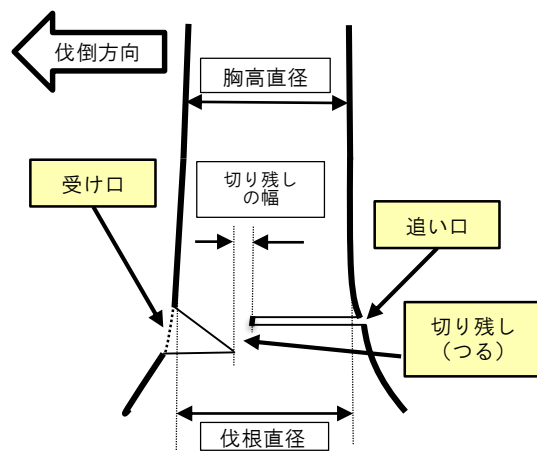 伐倒方向
胸高直径
切り残し
の幅
受け口
追い口
切り残し
（つる）
伐根直径